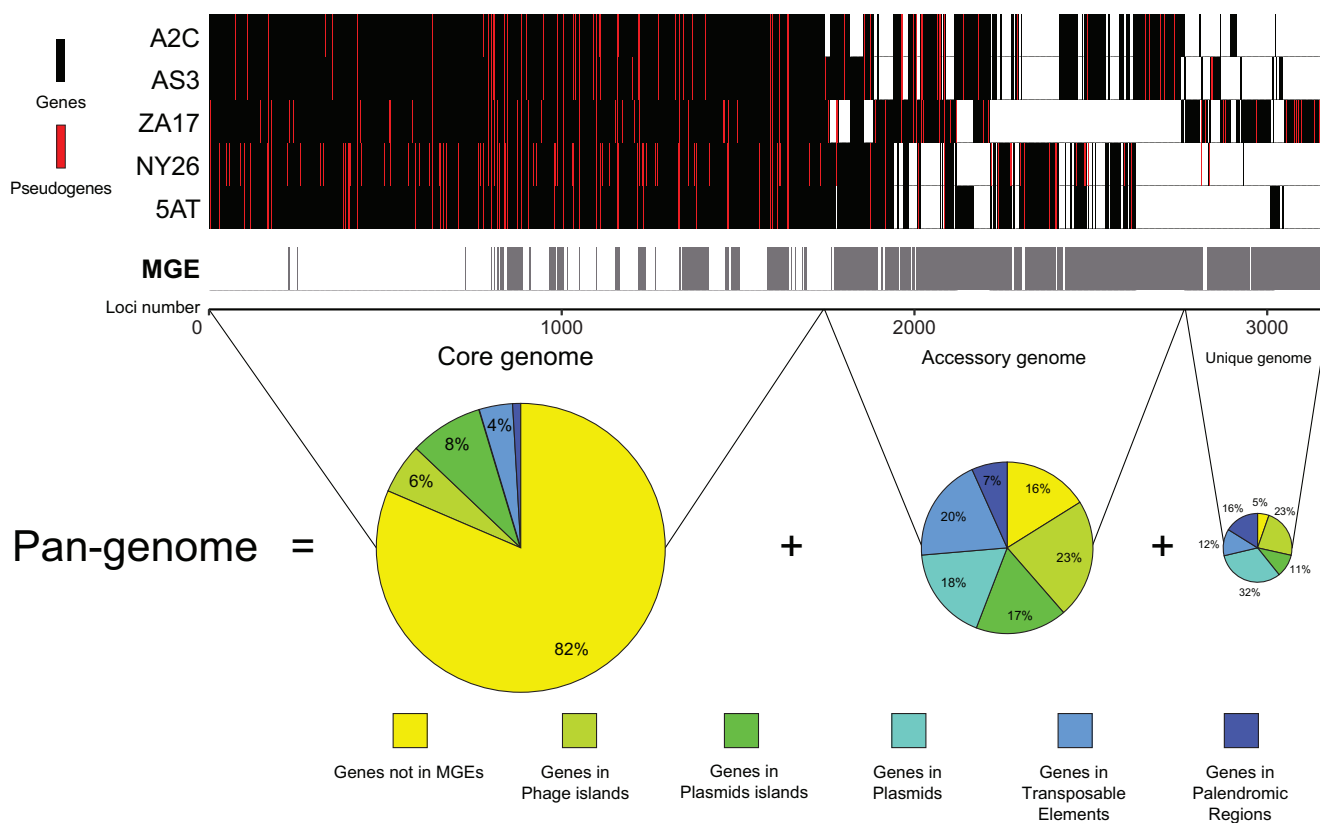 A2C
AS3
ZA17
NY26
5AT
Genes
Pseudogenes
MGE
Loci number
0
1000
2000
3000
Core genome
Accessory genome
Unique genome
Pan-genome = + +
4%
8%
6%
82%
7%
16%
20%
23%
18%
17%
5%
16%
23%
12%
11%
32%
Genes not in MGEs
Genes in
Phage islands
Genes in
Plasmids islands
Genes in
Plasmids
Genes in
Transposable
Elements
Genes in
Palendromic
Regions